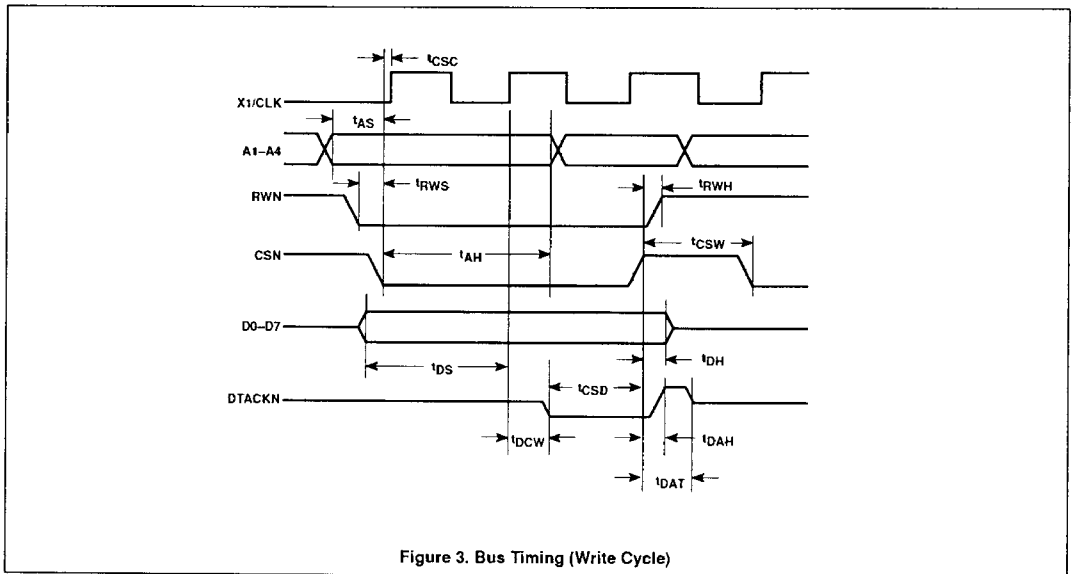 tCSC
X1/CLK
tAS
A1–A4
tRWS
tRWH
RWN
tCSW
CSN
tAH
D0–D7
tDS
tDH
tCSD
DTACKN
tDCW
tDAH
tDAT
Figure 3. Bus Timing (Write Cycle)